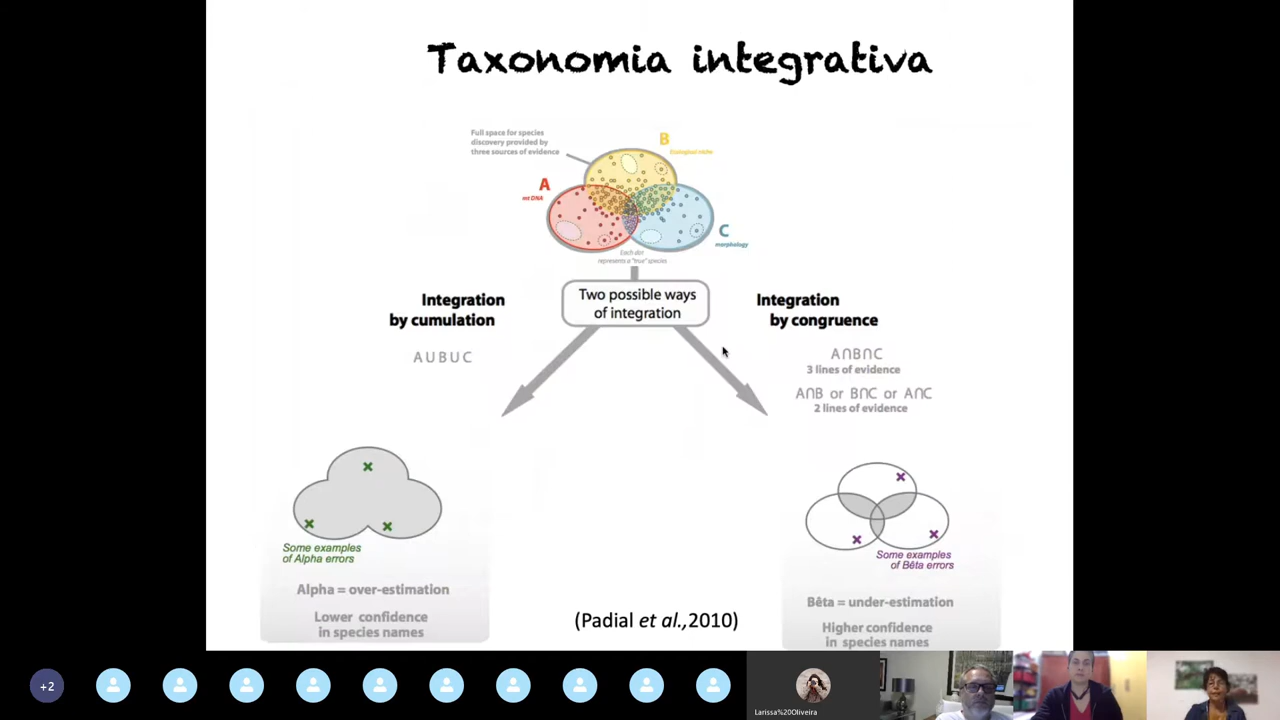 Taxonomia integrativa
Full space for species
discovery provided by
three sources of evidence
B
Ecological niche
A
mt DNA
C
morphology
Each dot
represents a "true" species
Two possible ways
of integration
Integration
by cumulation
A U B U C
Integration
by congruence
A∩B∩C
3 lines of evidence
A∩B or B∩C or A∩C
2 lines of evidence
Some examples
of Alpha errors
Alpha = over-estimation
Lower confidence
in species names
Some examples
of Bêta errors
Bêta = under-estimation
Higher confidence
in species names
(Padial et al.,2010)
+2
Larissa%20Oliveira